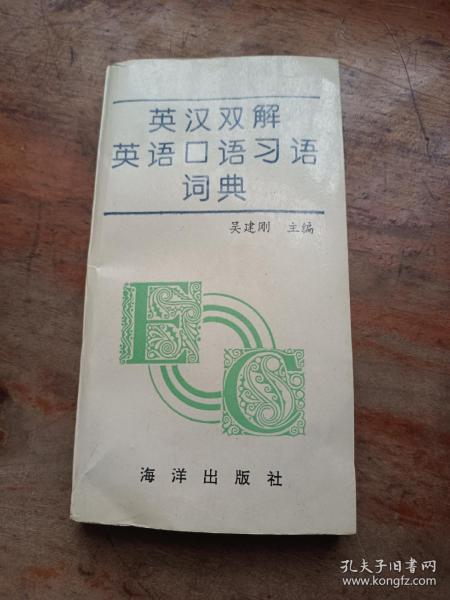 英汉双解
英语口语习语
词典
吴建刚 主编
E
C
海洋出版社
孔夫子旧书网
www.kongfz.com